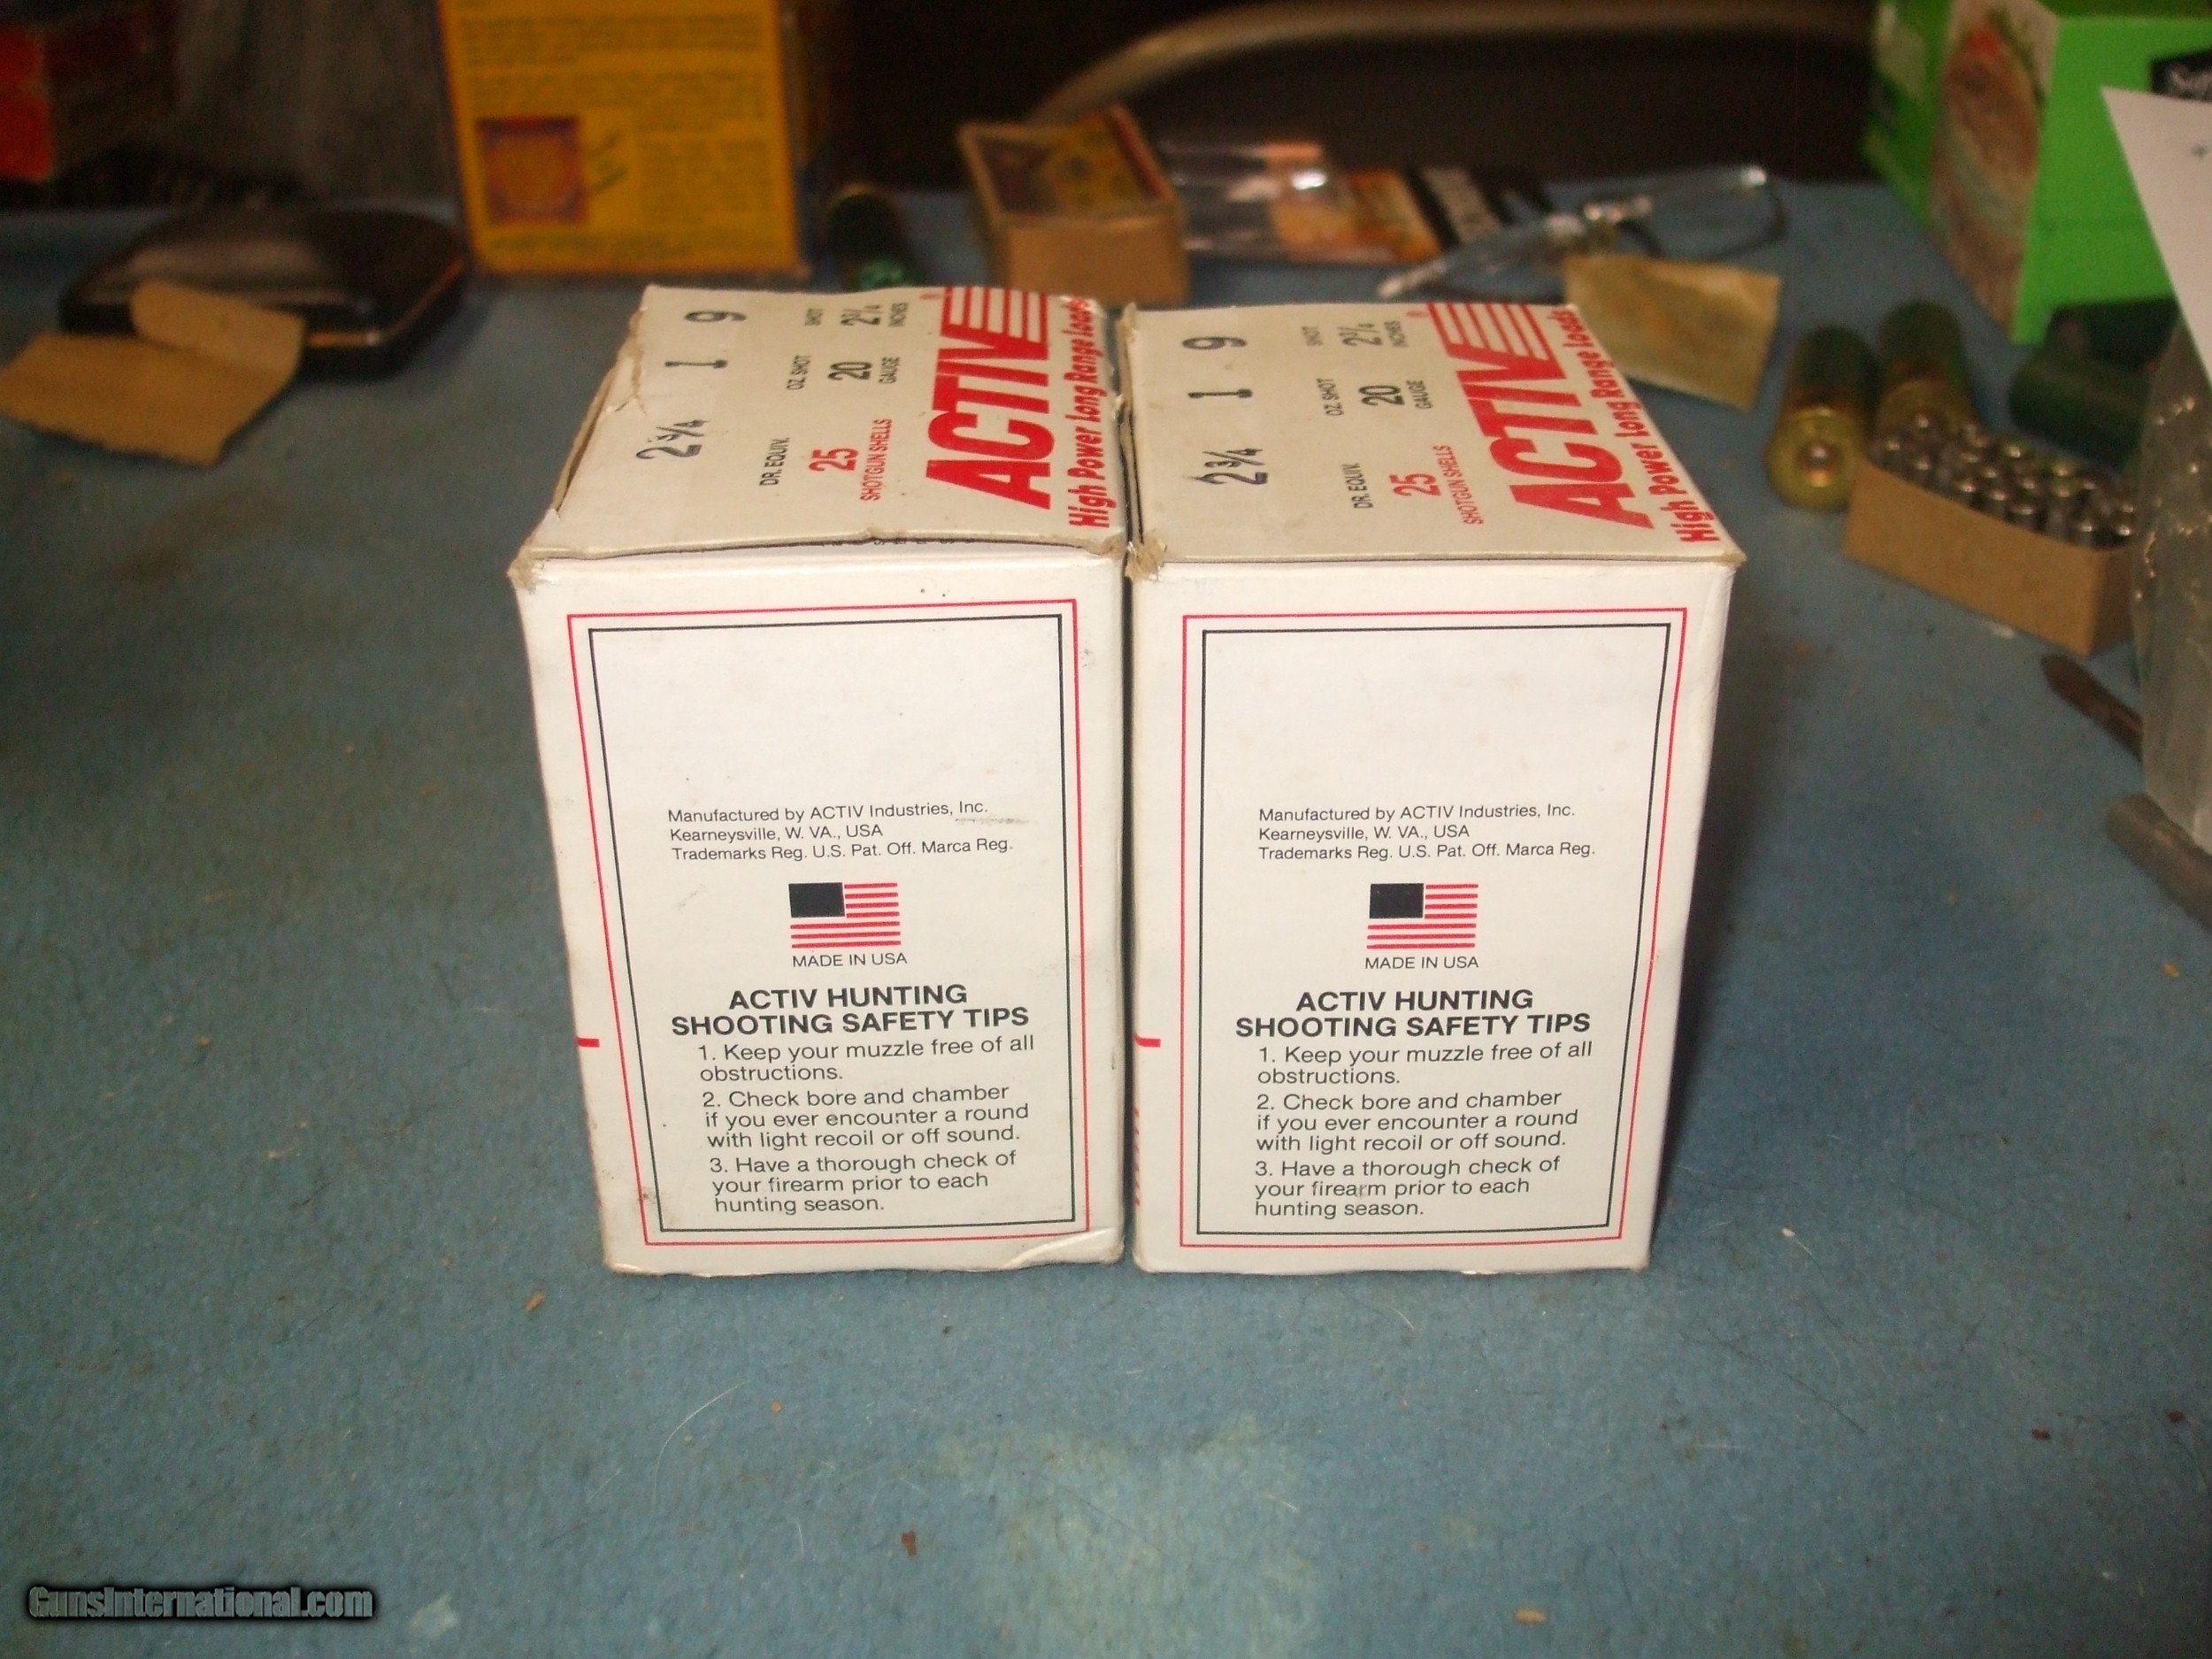 2 3/4 1 9
DR. EQUIV. OZ SHOT SHOT
25 20 2 3/4
SHOTGUN SHELLS GAUGE INCHES
ACTIV®
High Power Long Range Loads
Manufactured by ACTIV Industries, Inc.
Kearneysville, W. VA., USA
Trademarks Reg. U.S. Pat. Off. Marca Reg.
MADE IN USA
ACTIV HUNTING
SHOOTING SAFETY TIPS
1. Keep your muzzle free of all
obstructions.
2. Check bore and chamber
if you ever encounter a round
with light recoil or off sound.
3. Have a thorough check of
your firearm prior to each
hunting season.
2 3/4 1 9
DR. EQUIV. OZ SHOT SHOT
25 20 2 3/4
SHOTGUN SHELLS GAUGE INCHES
ACTIV®
High Power Long Range Loads
Manufactured by ACTIV Industries, Inc.
Kearneysville, W. VA., USA
Trademarks Reg. U.S. Pat. Off. Marca Reg.
MADE IN USA
ACTIV HUNTING
SHOOTING SAFETY TIPS
1. Keep your muzzle free of all
obstructions.
2. Check bore and chamber
if you ever encounter a round
with light recoil or off sound.
3. Have a thorough check of
your firearm prior to each
hunting season.
GunsInternational.com